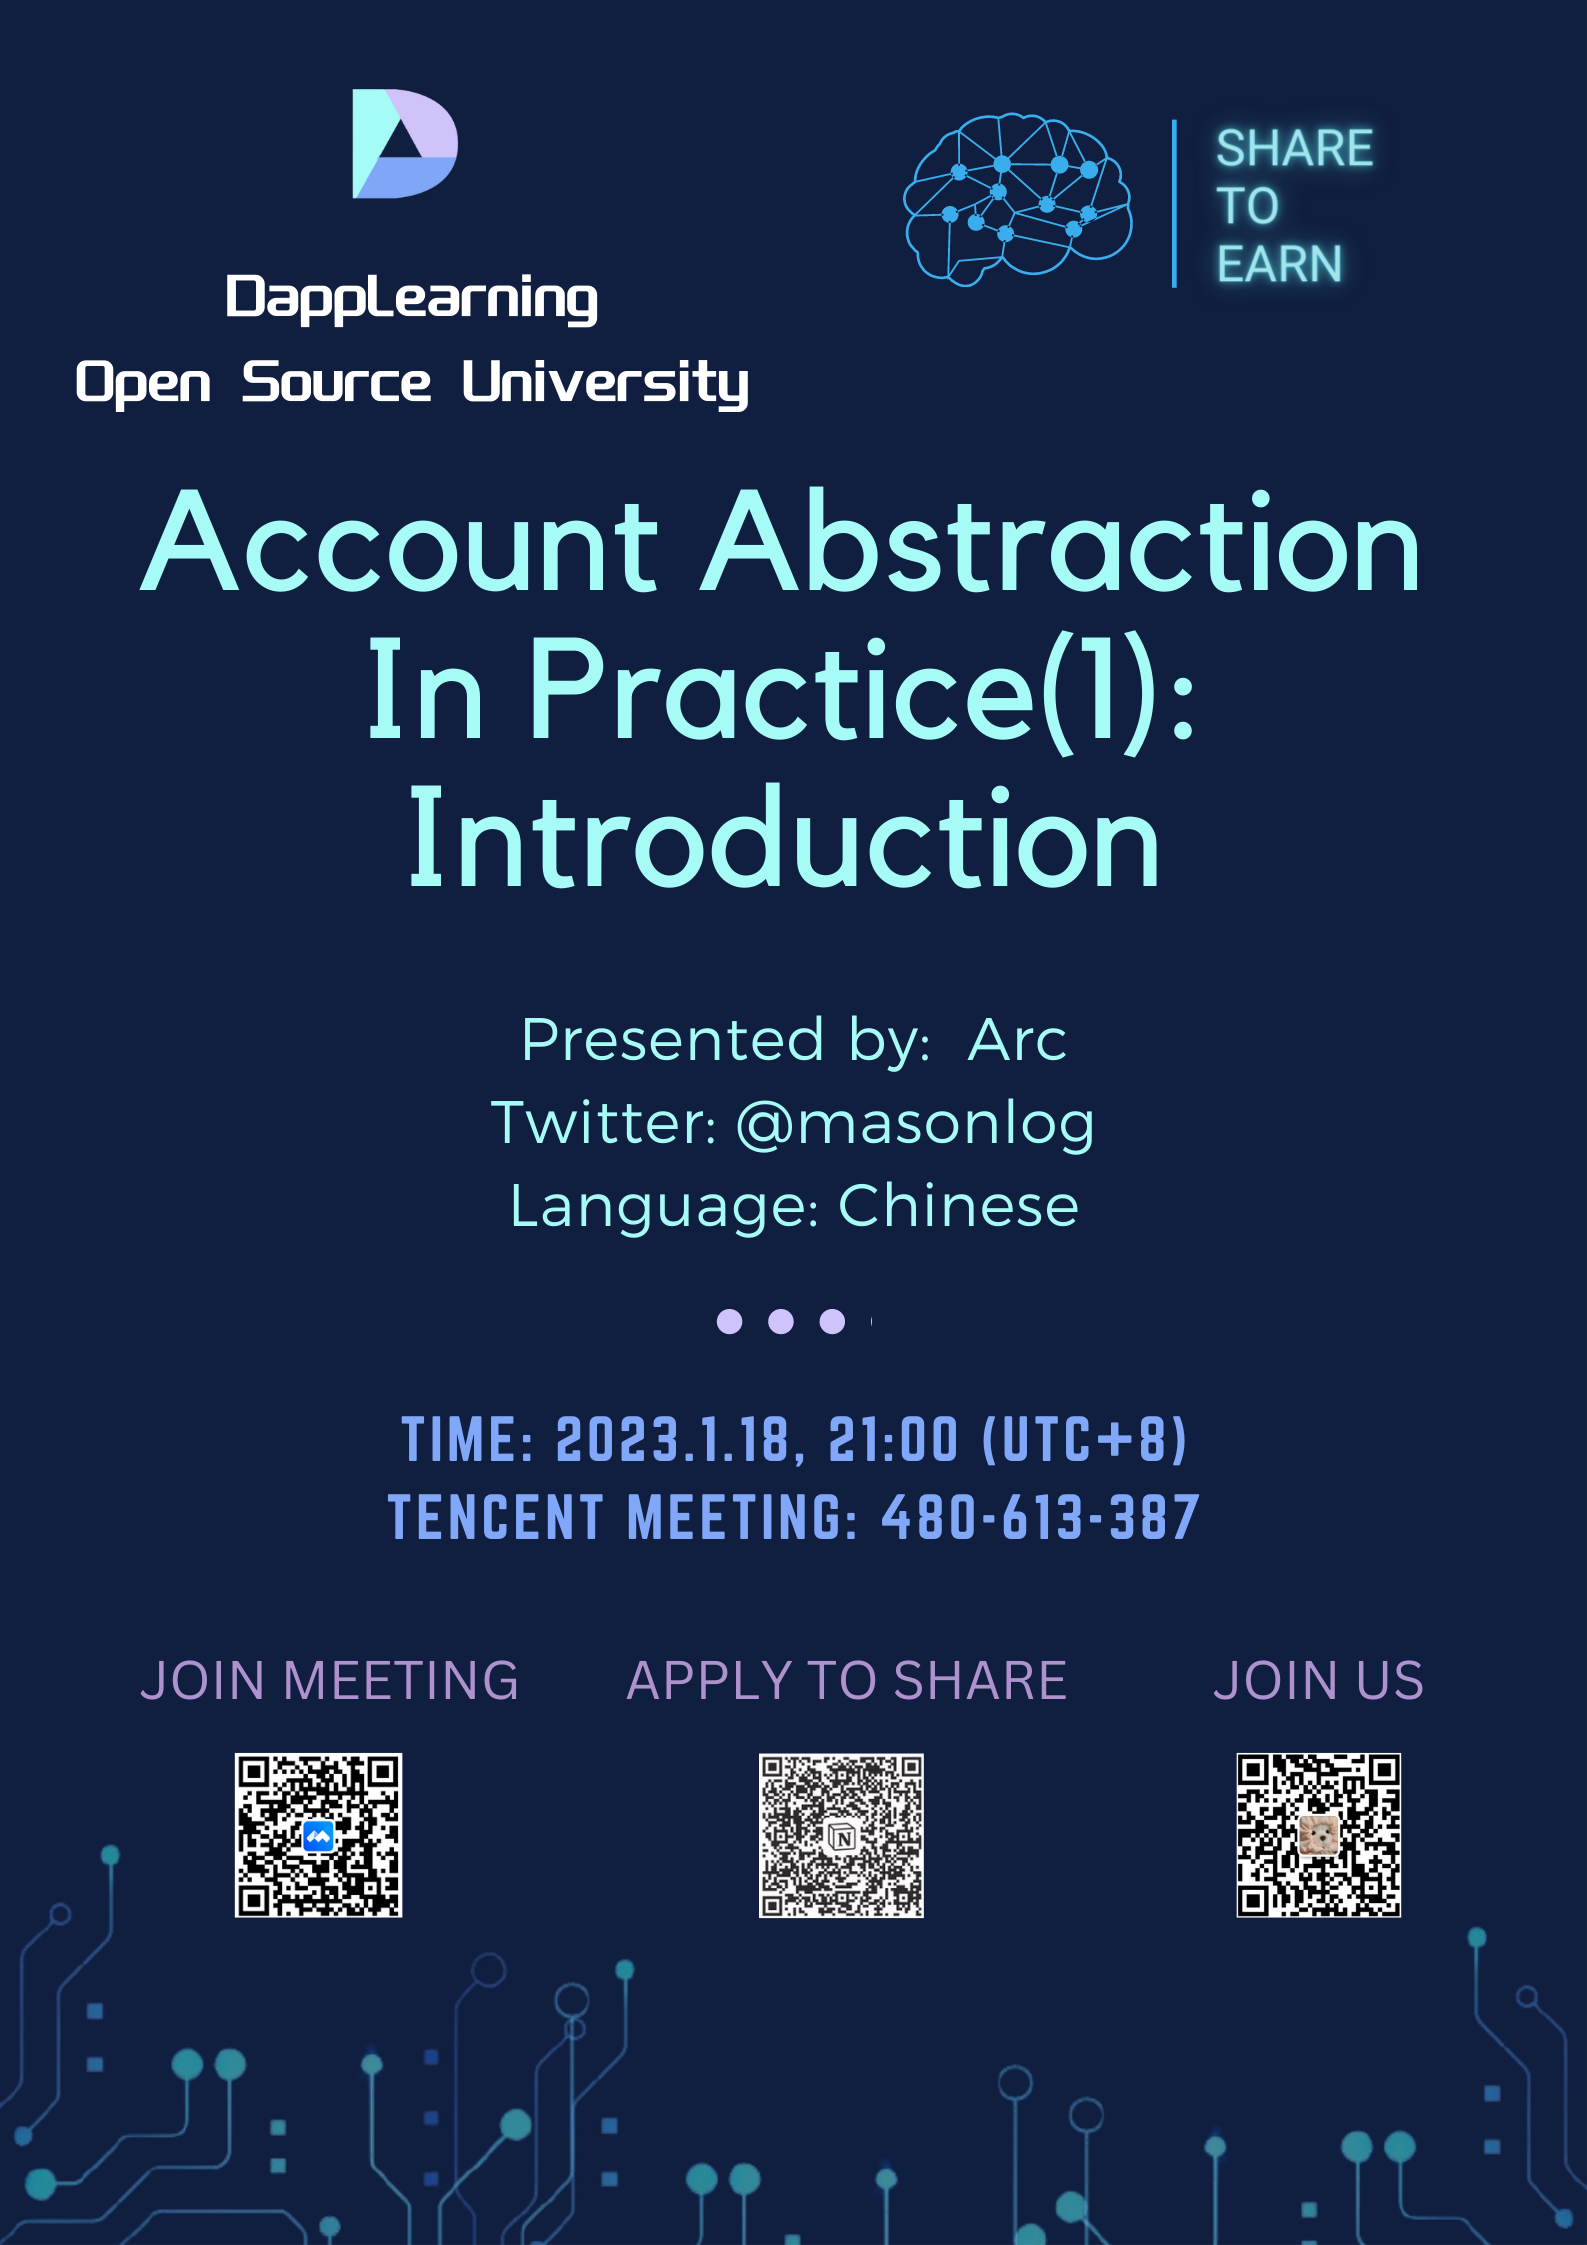 DappLearning
Open Source University
SHARE
TO
EARN
Account Abstraction
In Practice(1):
Introduction
Presented by: Arc
Twitter: @masonlog
Language: Chinese
TIME: 2023.1.18, 21:00 (UTC+8)
TENCENT MEETING: 480-613-387
JOIN MEETING
APPLY TO SHARE
JOIN US
N